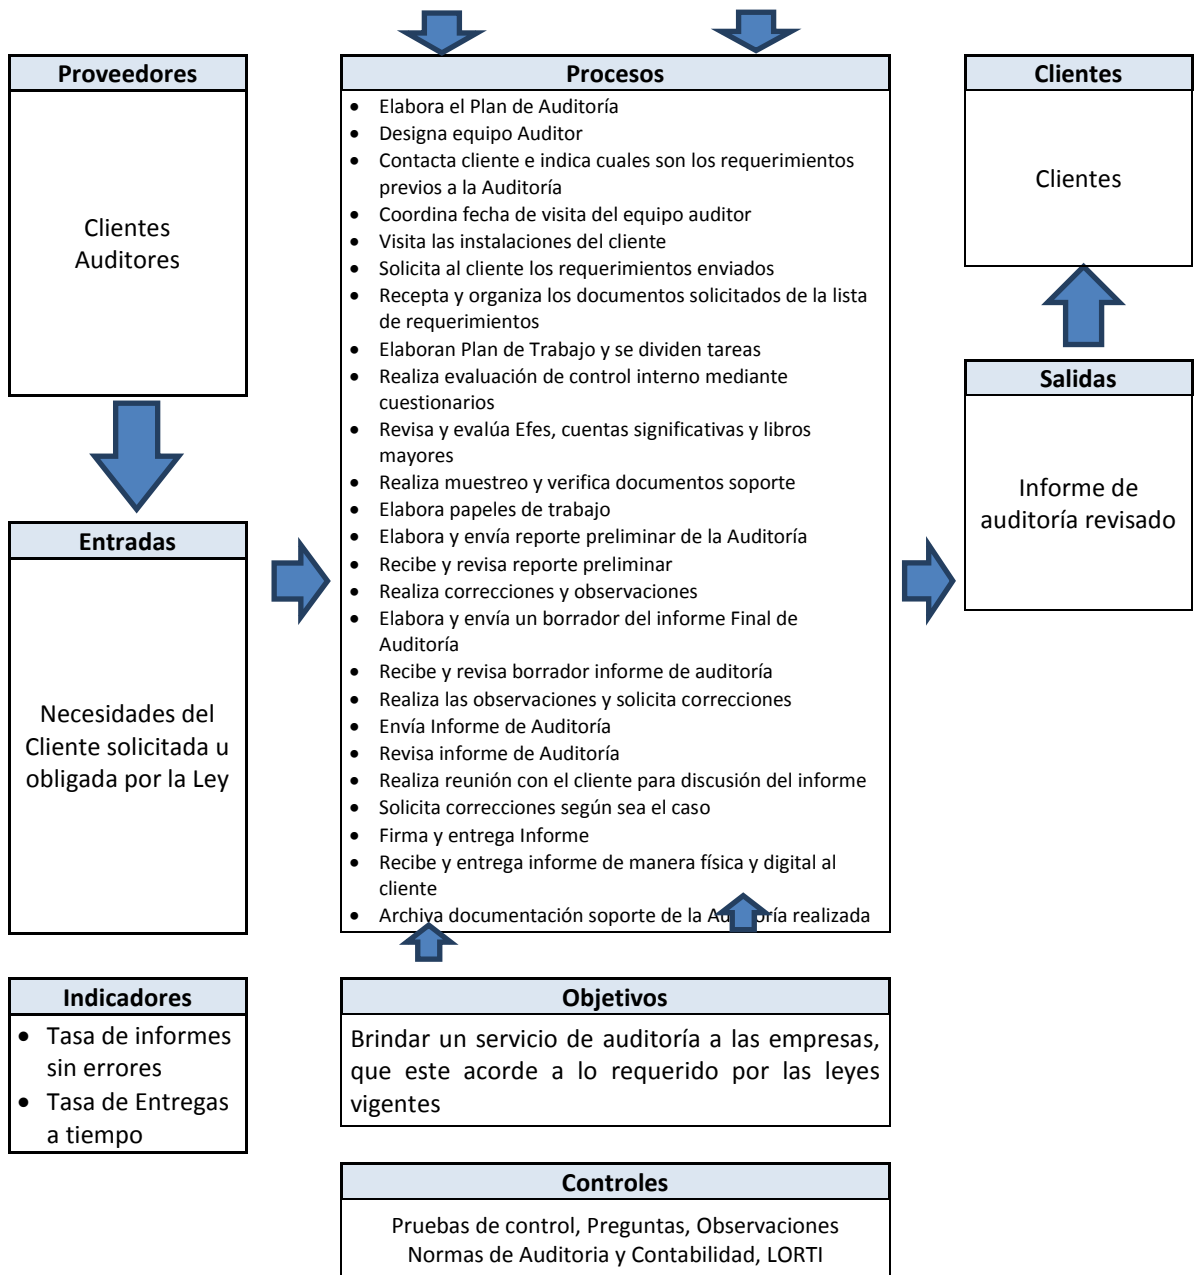 Proveedores
Clientes
Auditores
Entradas
Necesidades del
Cliente solicitada u
obligada por la Ley
Indicadores
• Tasa de informes
sin errores
• Tasa de Entregas
a tiempo
Procesos
• Elabora el Plan de Auditoría
• Designa equipo Auditor
• Contacta cliente e indica cuales son los requerimientos
previos a la Auditoría
• Coordina fecha de visita del equipo auditor
• Visita las instalaciones del cliente
• Solicita al cliente los requerimientos enviados
• Recepta y organiza los documentos solicitados de la lista
de requerimientos
• Elaboran Plan de Trabajo y se dividen tareas
• Realiza evaluación de control interno mediante
cuestionarios
• Revisa y evalúa Efes, cuentas significativas y libros
mayores
• Realiza muestreo y verifica documentos soporte
• Elabora papeles de trabajo
• Elabora y envía reporte preliminar de la Auditoría
• Recibe y revisa reporte preliminar
• Realiza correcciones y observaciones
• Elabora y envía un borrador del informe Final de
Auditoría
• Recibe y revisa borrador informe de auditoría
• Realiza las observaciones y solicita correcciones
• Envía Informe de Auditoría
• Revisa informe de Auditoría
• Realiza reunión con el cliente para discusión del informe
• Solicita correcciones según sea el caso
• Firma y entrega Informe
• Recibe y entrega informe de manera física y digital al
cliente
• Archiva documentación soporte de la Auditoría realizada
Objetivos
Brindar un servicio de auditoría a las empresas,
que este acorde a lo requerido por las leyes
vigentes
Controles
Pruebas de control, Preguntas, Observaciones
Normas de Auditoria y Contabilidad, LORTI
Clientes
Clientes
Salidas
Informe de
auditoría revisado